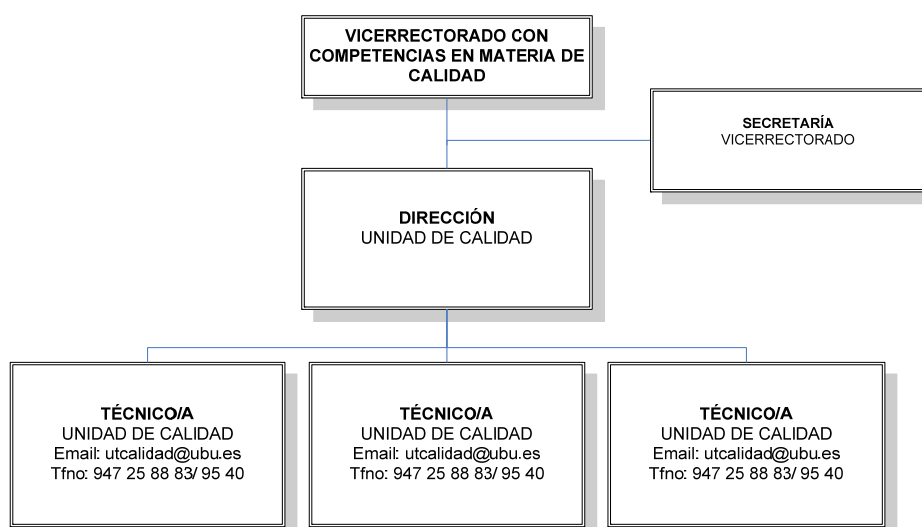 VICERRECTORADO CON
COMPETENCIAS EN MATERIA DE
CALIDAD
SECRETARÍA
VICERRECTORADO
DIRECCIÓN
UNIDAD DE CALIDAD
TÉCNICO/A
UNIDAD DE CALIDAD
Email: utcalidad@ubu.es
Tfno: 947 25 88 83/ 95 40
TÉCNICO/A
UNIDAD DE CALIDAD
Email: utcalidad@ubu.es
Tfno: 947 25 88 83/ 95 40
TÉCNICO/A
UNIDAD DE CALIDAD
Email: utcalidad@ubu.es
Tfno: 947 25 88 83/ 95 40